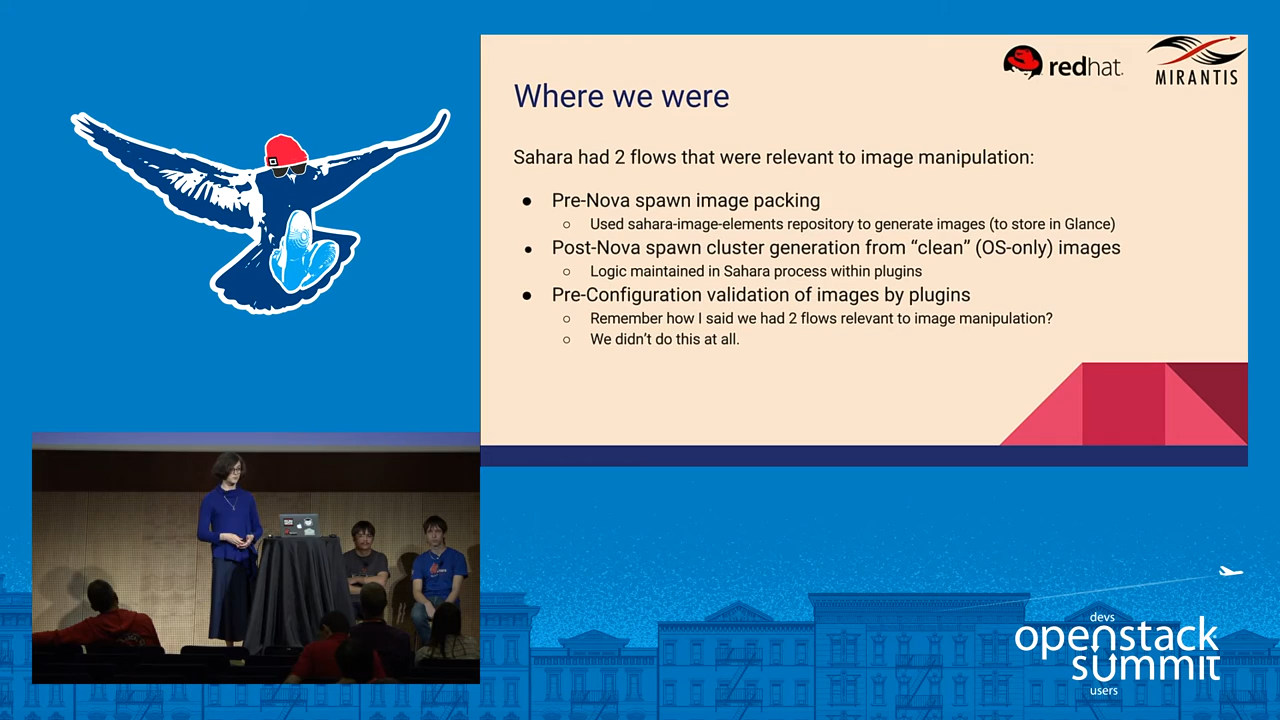 redhat.
MIRANTIS
Where we were
Sahara had 2 flows that were relevant to image manipulation:
● Pre-Nova spawn image packing
○ Used sahara-image-elements repository to generate images (to store in Glance)
● Post-Nova spawn cluster generation from “clean” (OS-only) images
○ Logic maintained in Sahara process within plugins
● Pre-Configuration validation of images by plugins
○ Remember how I said we had 2 flows relevant to image manipulation?
○ We didn’t do this at all.
devs
openstack
summit
users